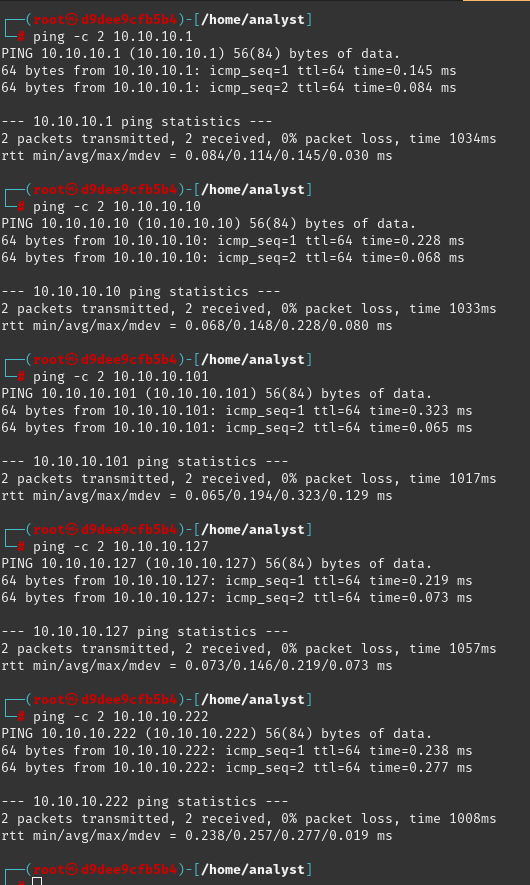 ┌──(root㉿d9dee9cfb5b4)-[/home/analyst]
└─# ping -c 2 10.10.10.1
PING 10.10.10.1 (10.10.10.1) 56(84) bytes of data.
64 bytes from 10.10.10.1: icmp_seq=1 ttl=64 time=0.145 ms
64 bytes from 10.10.10.1: icmp_seq=2 ttl=64 time=0.084 ms

--- 10.10.10.1 ping statistics ---
2 packets transmitted, 2 received, 0% packet loss, time 1034ms
rtt min/avg/max/mdev = 0.084/0.114/0.145/0.030 ms

┌──(root㉿d9dee9cfb5b4)-[/home/analyst]
└─# ping -c 2 10.10.10.10
PING 10.10.10.10 (10.10.10.10) 56(84) bytes of data.
64 bytes from 10.10.10.10: icmp_seq=1 ttl=64 time=0.228 ms
64 bytes from 10.10.10.10: icmp_seq=2 ttl=64 time=0.068 ms

--- 10.10.10.10 ping statistics ---
2 packets transmitted, 2 received, 0% packet loss, time 1033ms
rtt min/avg/max/mdev = 0.068/0.148/0.228/0.080 ms

┌──(root㉿d9dee9cfb5b4)-[/home/analyst]
└─# ping -c 2 10.10.10.101
PING 10.10.10.101 (10.10.10.101) 56(84) bytes of data.
64 bytes from 10.10.10.101: icmp_seq=1 ttl=64 time=0.323 ms
64 bytes from 10.10.10.101: icmp_seq=2 ttl=64 time=0.065 ms

--- 10.10.10.101 ping statistics ---
2 packets transmitted, 2 received, 0% packet loss, time 1017ms
rtt min/avg/max/mdev = 0.065/0.194/0.323/0.129 ms

┌──(root㉿d9dee9cfb5b4)-[/home/analyst]
└─# ping -c 2 10.10.10.127
PING 10.10.10.127 (10.10.10.127) 56(84) bytes of data.
64 bytes from 10.10.10.127: icmp_seq=1 ttl=64 time=0.219 ms
64 bytes from 10.10.10.127: icmp_seq=2 ttl=64 time=0.073 ms

--- 10.10.10.127 ping statistics ---
2 packets transmitted, 2 received, 0% packet loss, time 1057ms
rtt min/avg/max/mdev = 0.073/0.146/0.219/0.073 ms

┌──(root㉿d9dee9cfb5b4)-[/home/analyst]
└─# ping -c 2 10.10.10.222
PING 10.10.10.222 (10.10.10.222) 56(84) bytes of data.
64 bytes from 10.10.10.222: icmp_seq=1 ttl=64 time=0.238 ms
64 bytes from 10.10.10.222: icmp_seq=2 ttl=64 time=0.277 ms

--- 10.10.10.222 ping statistics ---
2 packets transmitted, 2 received, 0% packet loss, time 1008ms
rtt min/avg/max/mdev = 0.238/0.257/0.277/0.019 ms

┌──(root㉿d9dee9cfb5b4)-[/home/analyst]
└─#